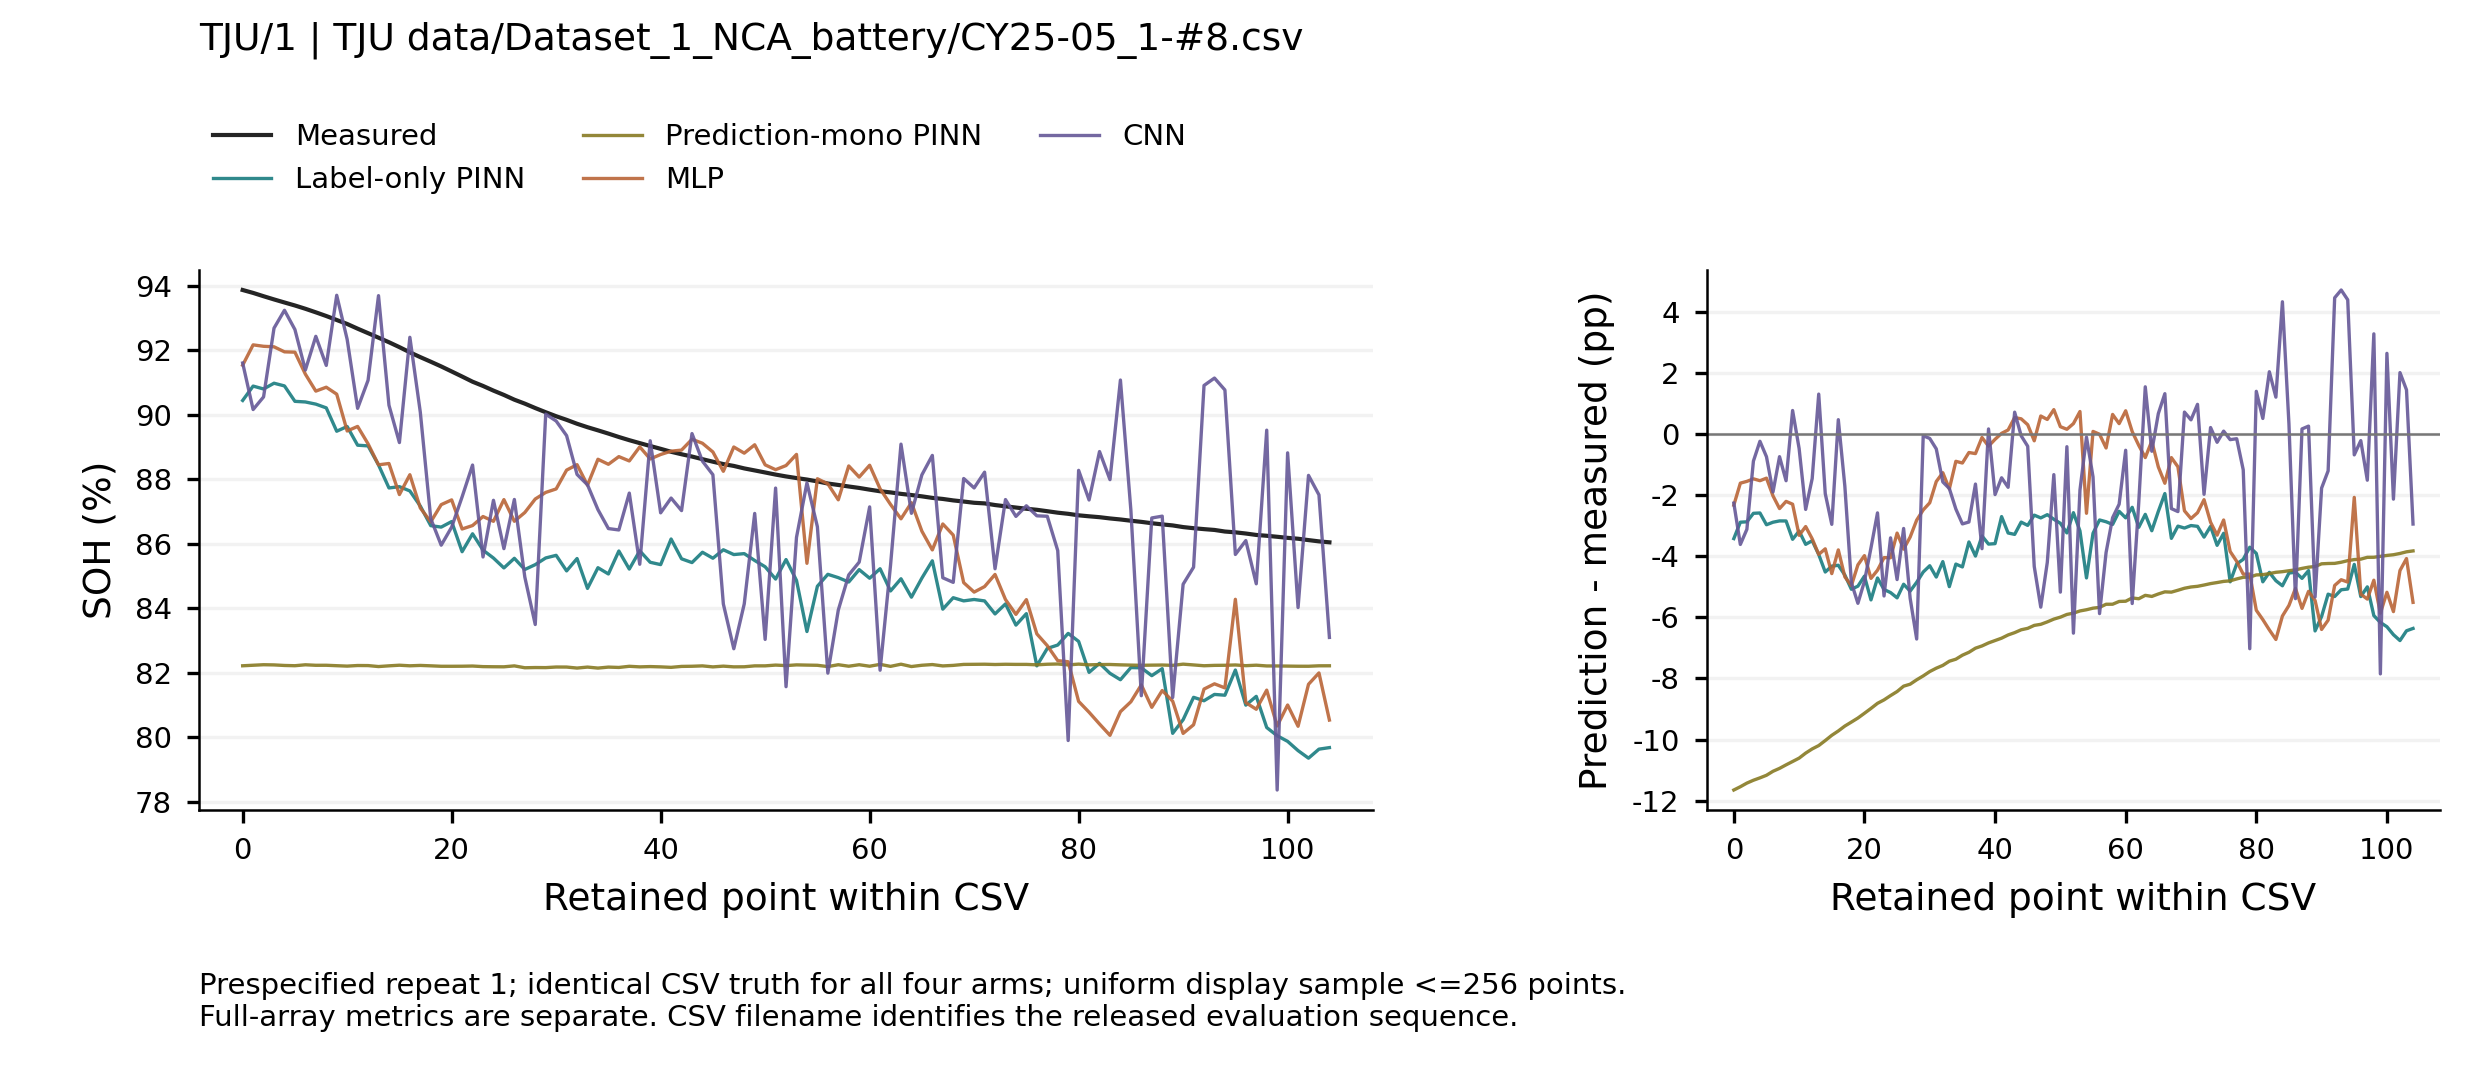 TJU/1 | TJU data/Dataset_1_NCA_battery/CY25-05_1-#8.csv
Measured
Label-only PINN
Prediction-mono PINN
MLP
CNN
SOH (%)
94
92
90
88
86
84
82
80
78
0 20 40 60 80 100
Retained point within CSV
Prediction - measured (pp)
4
2
0
-2
-4
-6
-8
-10
-12
0 20 40 60 80 100
Retained point within CSV
Prespecified repeat 1; identical CSV truth for all four arms; uniform display sample <=256 points.
Full-array metrics are separate. CSV filename identifies the released evaluation sequence.